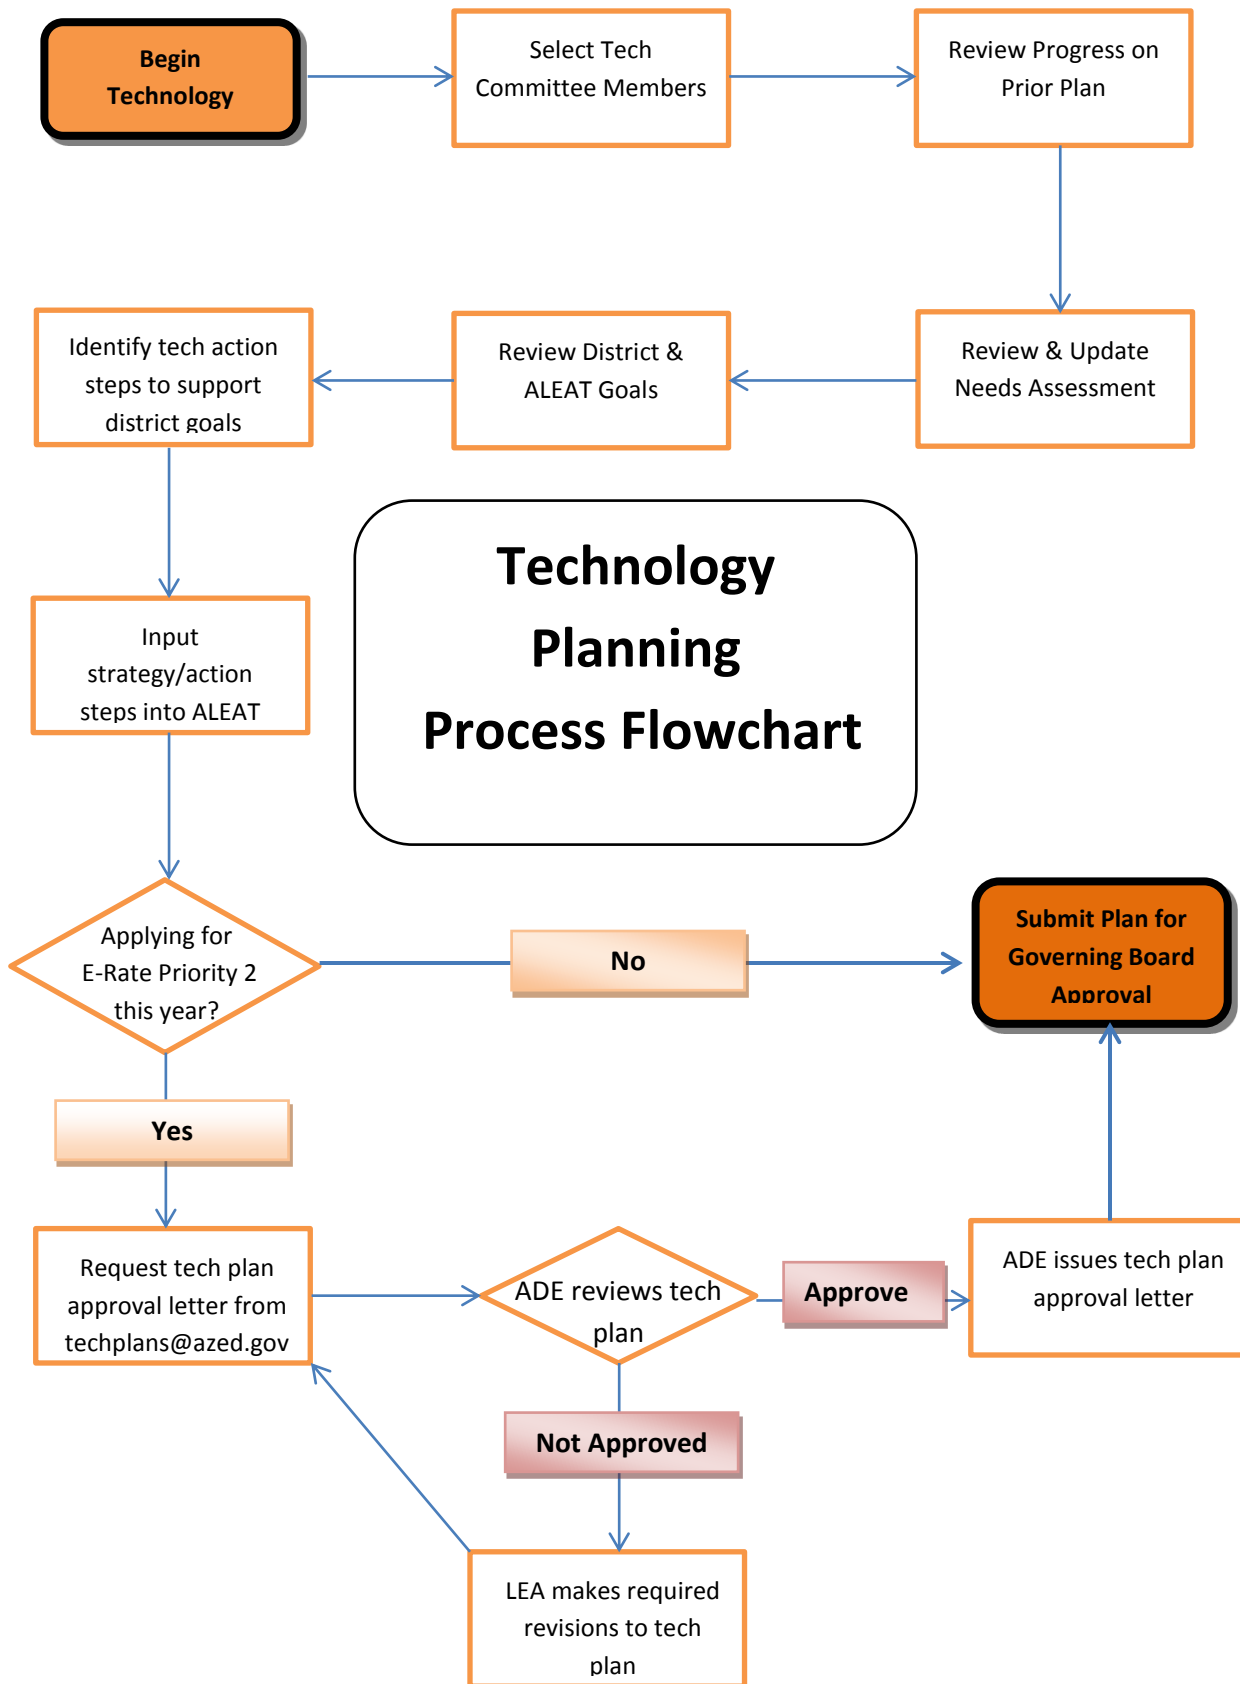 Begin
Technology
Select Tech
Committee Members
Review Progress on
Prior Plan
Identify tech action
steps to support
district goals
Review District &
ALEAT Goals
Review & Update
Needs Assessment
Technology
Planning
Process Flowchart
Input
strategy/action
steps into ALEAT
Applying for
E-Rate Priority 2
this year?
No
Submit Plan for
Governing Board
Approval
Yes
Request tech plan
approval letter from
techplans@azed.gov
ADE reviews tech
plan
Approve
ADE issues tech plan
approval letter
Not Approved
LEA makes required
revisions to tech
plan